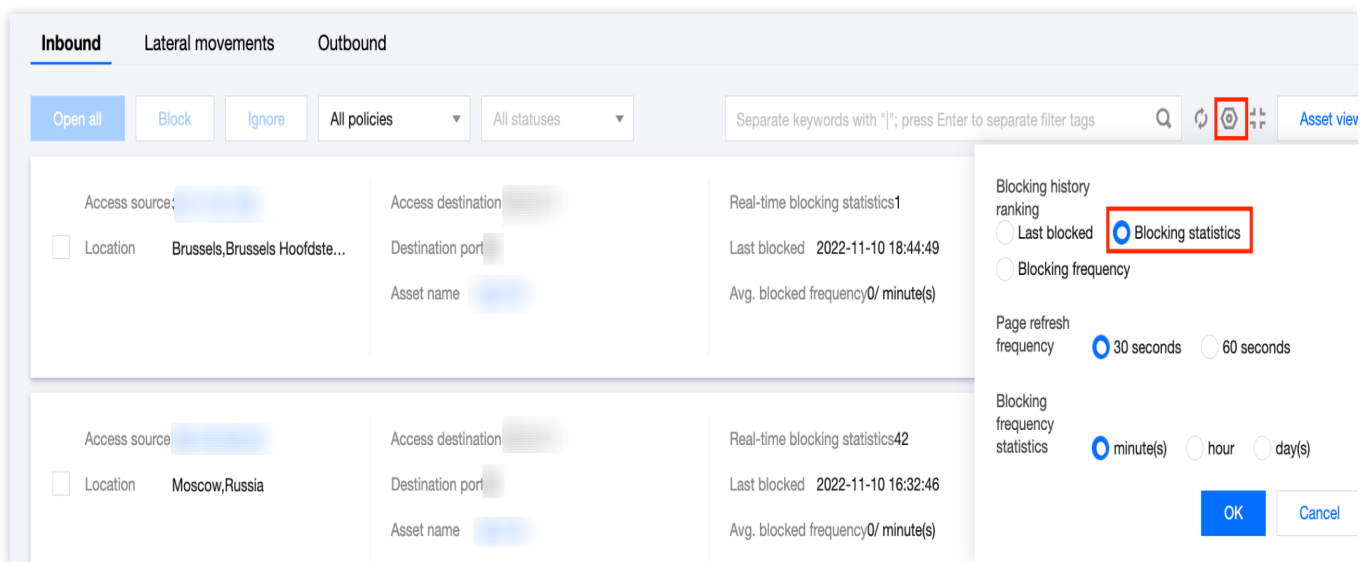 Inbound Lateral movements Outbound
Open all Block Ignore All policies All statuses Separate keywords with "|"; press Enter to separate filter tags Asset view
Access source: Access destination Real-time blocking statistics1
Location Brussels,Brussels Hoofdste... Destination port Last blocked 2022-11-10 18:44:49
Asset name Avg. blocked frequency0/ minute(s)
Access source Access destination Real-time blocking statistics42
Location Moscow,Russia Destination port Last blocked 2022-11-10 16:32:46
Asset name Avg. blocked frequency0/ minute(s)
Blocking history
ranking
Last blocked Blocking statistics
Blocking frequency
Page refresh
frequency 30 seconds 60 seconds
Blocking
frequency
statistics minute(s) hour day(s)
OK Cancel